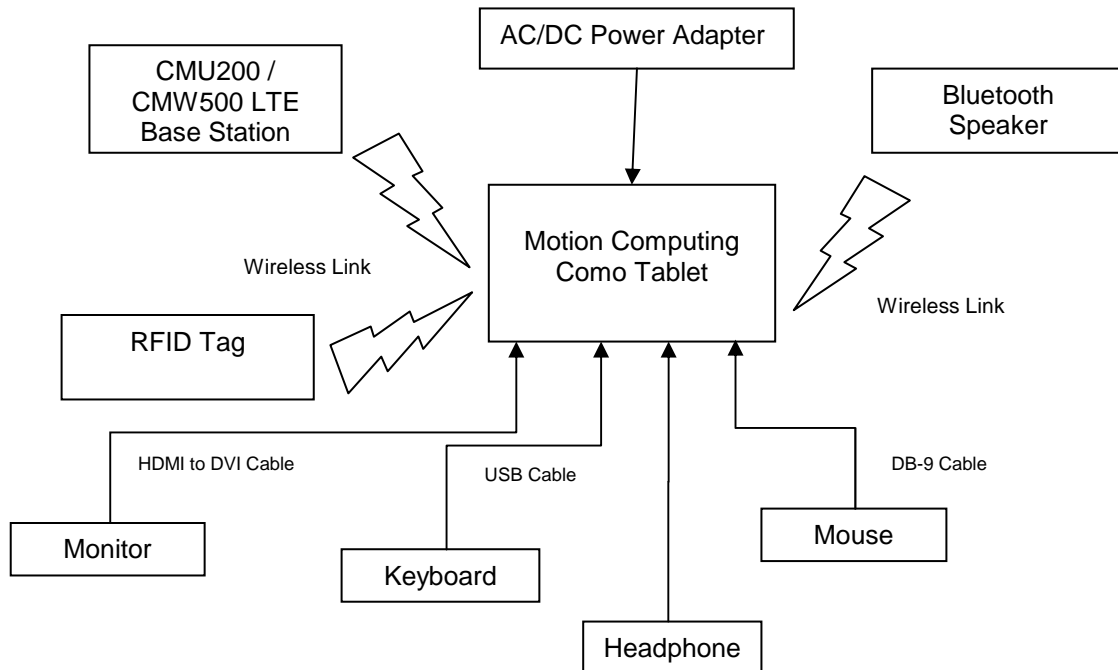 AC/DC Power Adapter
CMU200 /
CMW500 LTE
Base Station
Bluetooth
Speaker
Motion Computing
Como Tablet
Wireless Link
Wireless Link
RFID Tag
HDMI to DVI Cable
USB Cable
DB-9 Cable
Monitor
Keyboard
Mouse
Headphone